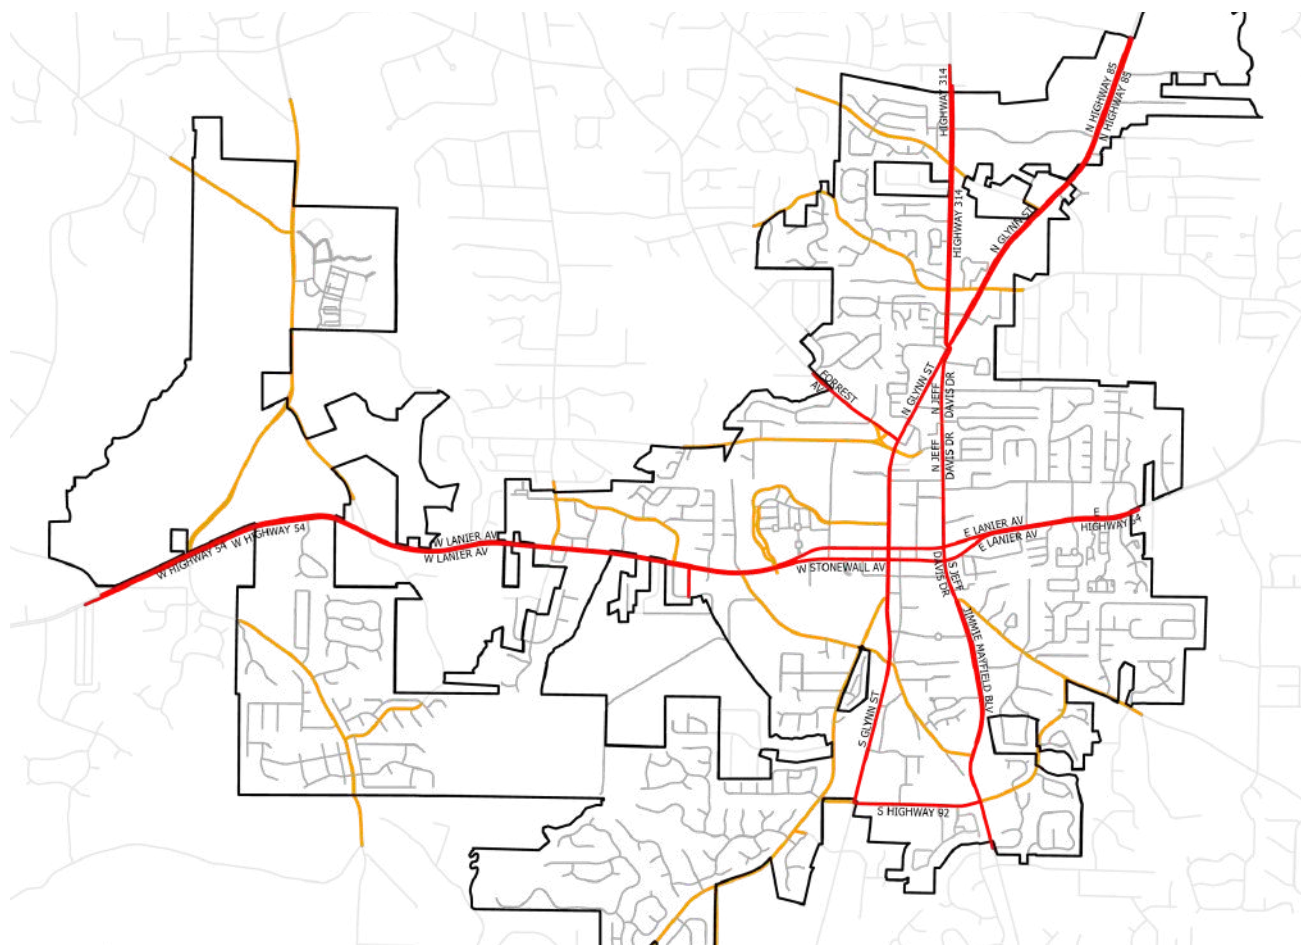 HIGHWAY 314
N HIGHWAY 85
N HIGHWAY 85
HIGHWAY 314
N GLYNN ST
FORREST
AV
N GLYNN ST
N JEFF
DAVIS DR
N JEFF
DAVIS DR
E
HIGHWAY 54
E LANIER AV
E LANIER AV
W HIGHWAY 54
W HIGHWAY 54
W LANIER AV
W LANIER AV
W STONEWALL AV
S JEFF
DAVIS DR
JIMMIE MAYFIELD BLV
S GLYNN ST
S HIGHWAY 92